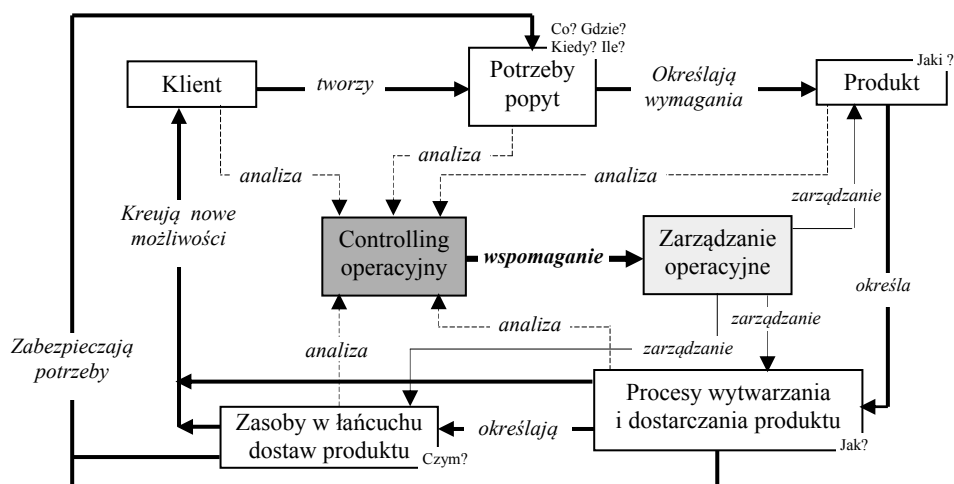 Co? Gdzie?
Kiedy? Ile?
Klient
tworzy
Potrzeby
popyt
Określają
wymagania
Jaki ?
Produkt
analiza
analiza
analiza
zarządzanie
Kreują nowe
możliwości
Controlling
operacyjny
wspomaganie
Zarządzanie
operacyjne
określa
zarządzanie
analiza
Zabezpieczają
potrzeby
analiza
zarządzanie
Procesy wytwarzania
i dostarczania produktu
Jak?
określają
Zasoby w łańcuchu
dostaw produktu
Czym?